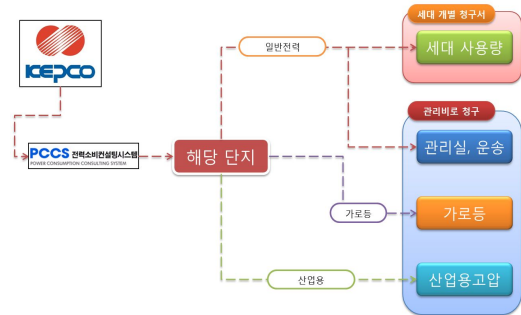 KEPCO
PCCS 전력소비컨설팅시스템
POWER CONSUMPTION CONSULTING SYSTEM
해당 단지
일반전력
가로등
산업용
세대 개별 청구서
세대 사용량
관리비로 청구
관리실, 운송
가로등
산업용고압